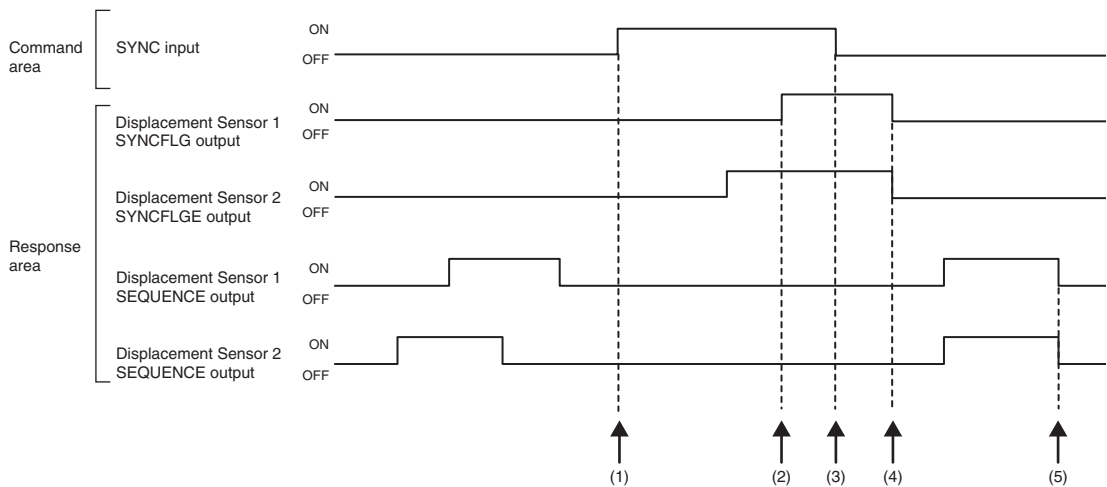 Command
area
SYNC input
ON
OFF
Response
area
Displacement Sensor 1
SYNCFLG output
ON
OFF
Displacement Sensor 2
SYNCFLGE output
ON
OFF
Displacement Sensor 1
SEQUENCE output
ON
OFF
Displacement Sensor 2
SEQUENCE output
ON
OFF
(1)
(2)
(3)
(4)
(5)